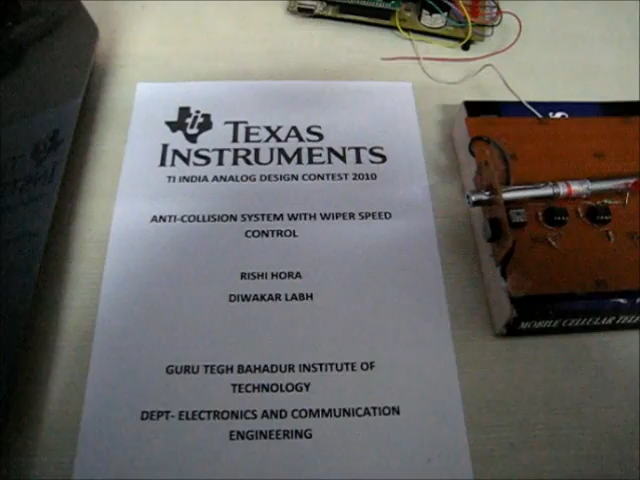 TEXAS
INSTRUMENTS
TI INDIA ANALOG DESIGN CONTEST 2010
ANTI-COLLISION SYSTEM WITH WIPER SPEED
CONTROL
RISHI HORA
DIWAKAR LABH
GURU TEGH BAHADUR INSTITUTE OF
TECHNOLOGY
DEPT- ELECTRONICS AND COMMUNICATION
ENGINEERING
MOBILE CELLULAR